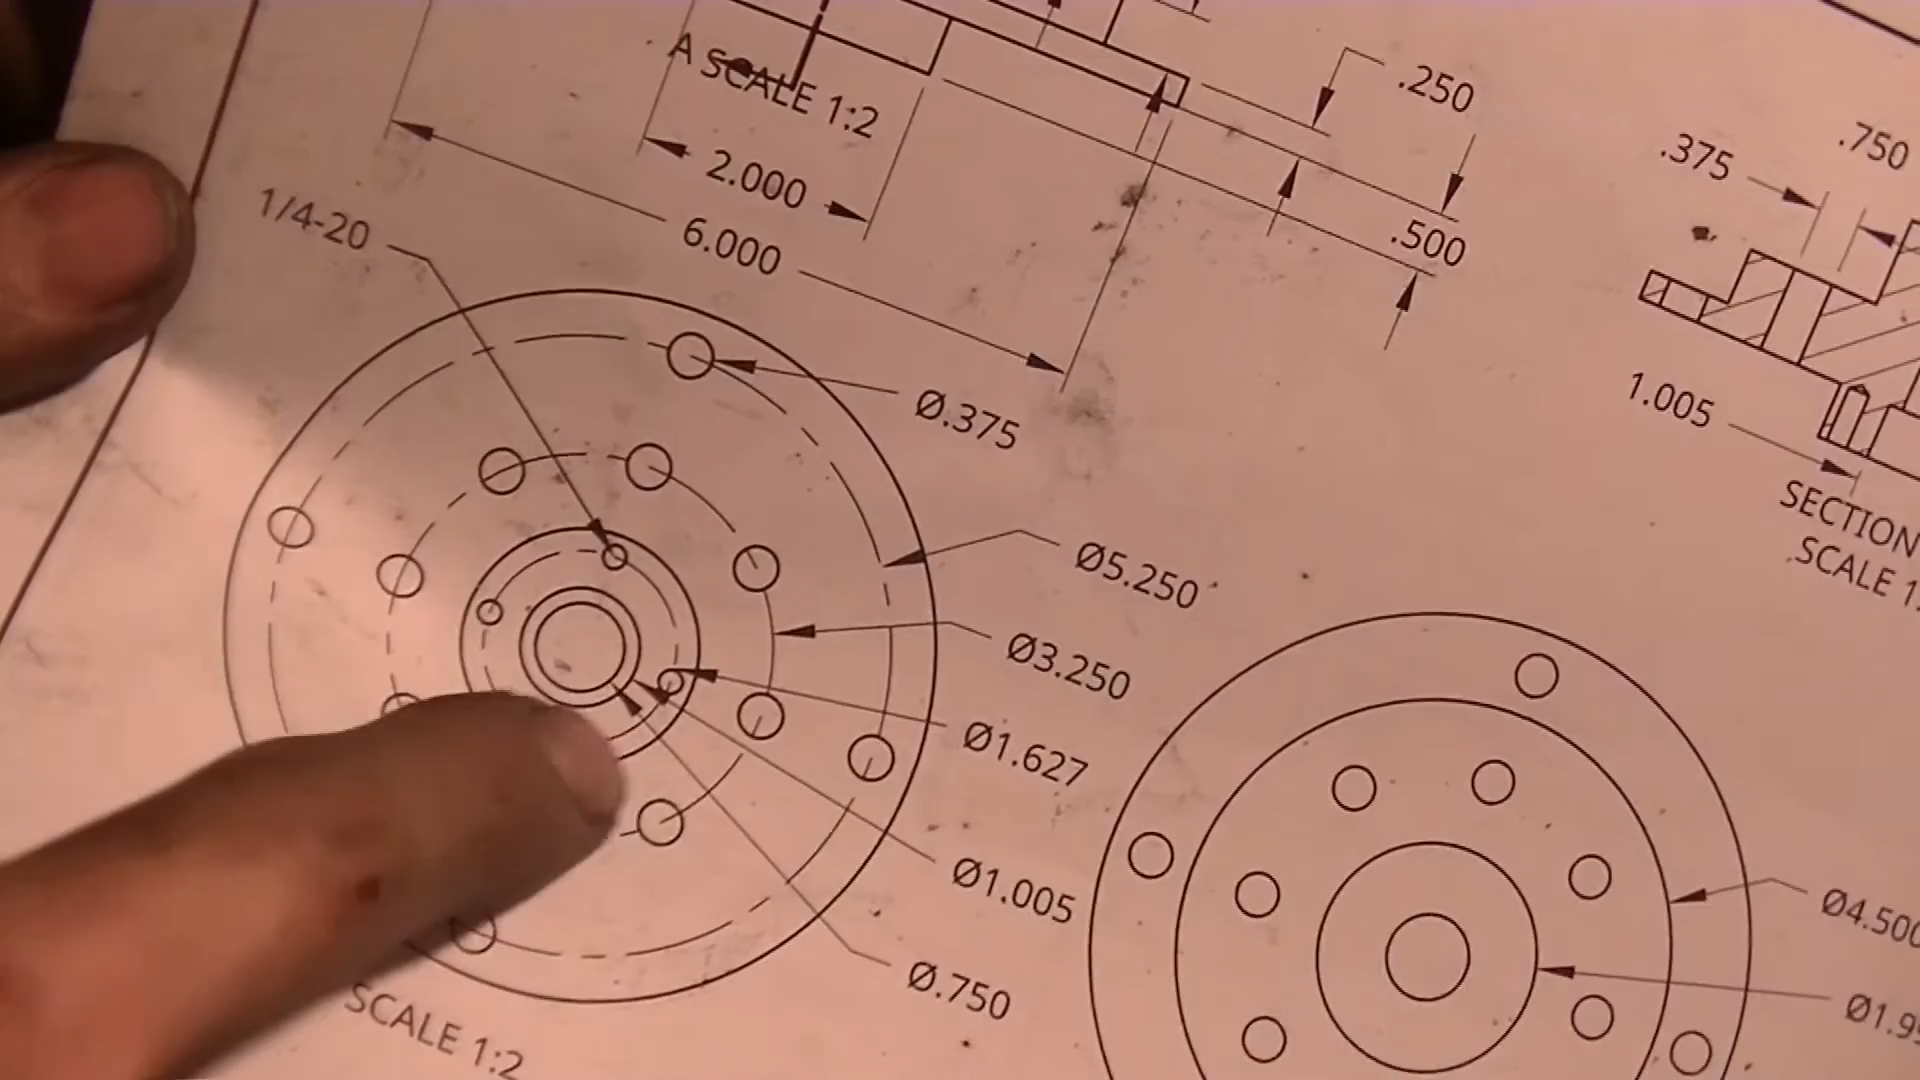 A SCALE 1:2
.250
.750
.375
2.000
6.000
.500
1/4-20
Ø.375
1.005
SECTION
SCALE
Ø5.250
Ø3.250
Ø1.627
Ø1.005
Ø.750
Ø4.500
SCALE 1:2